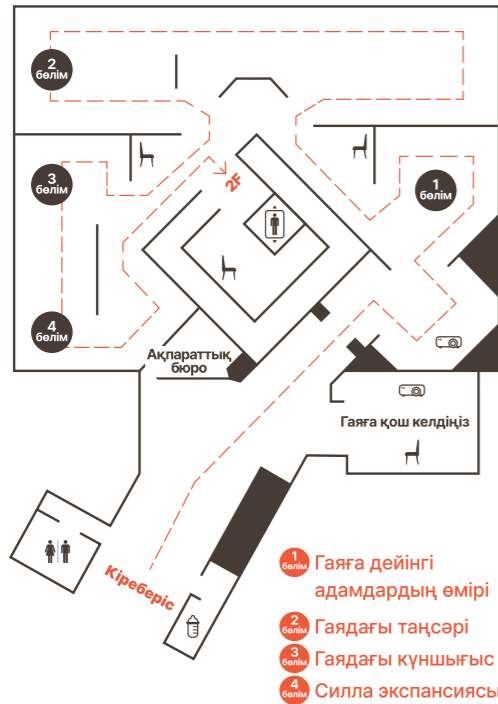 2
бөлім
3
бөлім
2F
1
бөлім
4
бөлім
Ақпараттық
бюро
Гаяға қош келдіңіз
Кіреберіс
1
бөлім
Гаяға дейінгі
адамдардың өмірі
2
бөлім
Гаядағы таңсәрі
3
бөлім
Гаядағы күншығыс
4
бөлім
Силла экспансиясы